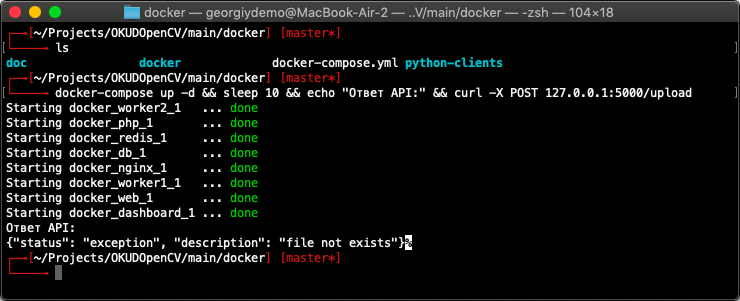 docker — georgiydemo@MacBook-Air-2 — ..V/main/docker — -zsh — 104×18
[~/Projects/OKUDOpenCV/main/docker] [master*]
ls
doc docker docker-compose.yml python-clients
[~/Projects/OKUDOpenCV/main/docker] [master*]
docker-compose up -d && sleep 10 && echo "Ответ API:" && curl -X POST 127.0.0.1:5000/upload
Starting docker_worker2_1 ... done
Starting docker_php_1 ... done
Starting docker_redis_1 ... done
Starting docker_db_1 ... done
Starting docker_nginx_1 ... done
Starting docker_worker1_1 ... done
Starting docker_web_1 ... done
Starting docker_dashboard_1 ... done
Ответ API:
{"status": "exception", "description": "file not exists"}%
[~/Projects/OKUDOpenCV/main/docker] [master*]